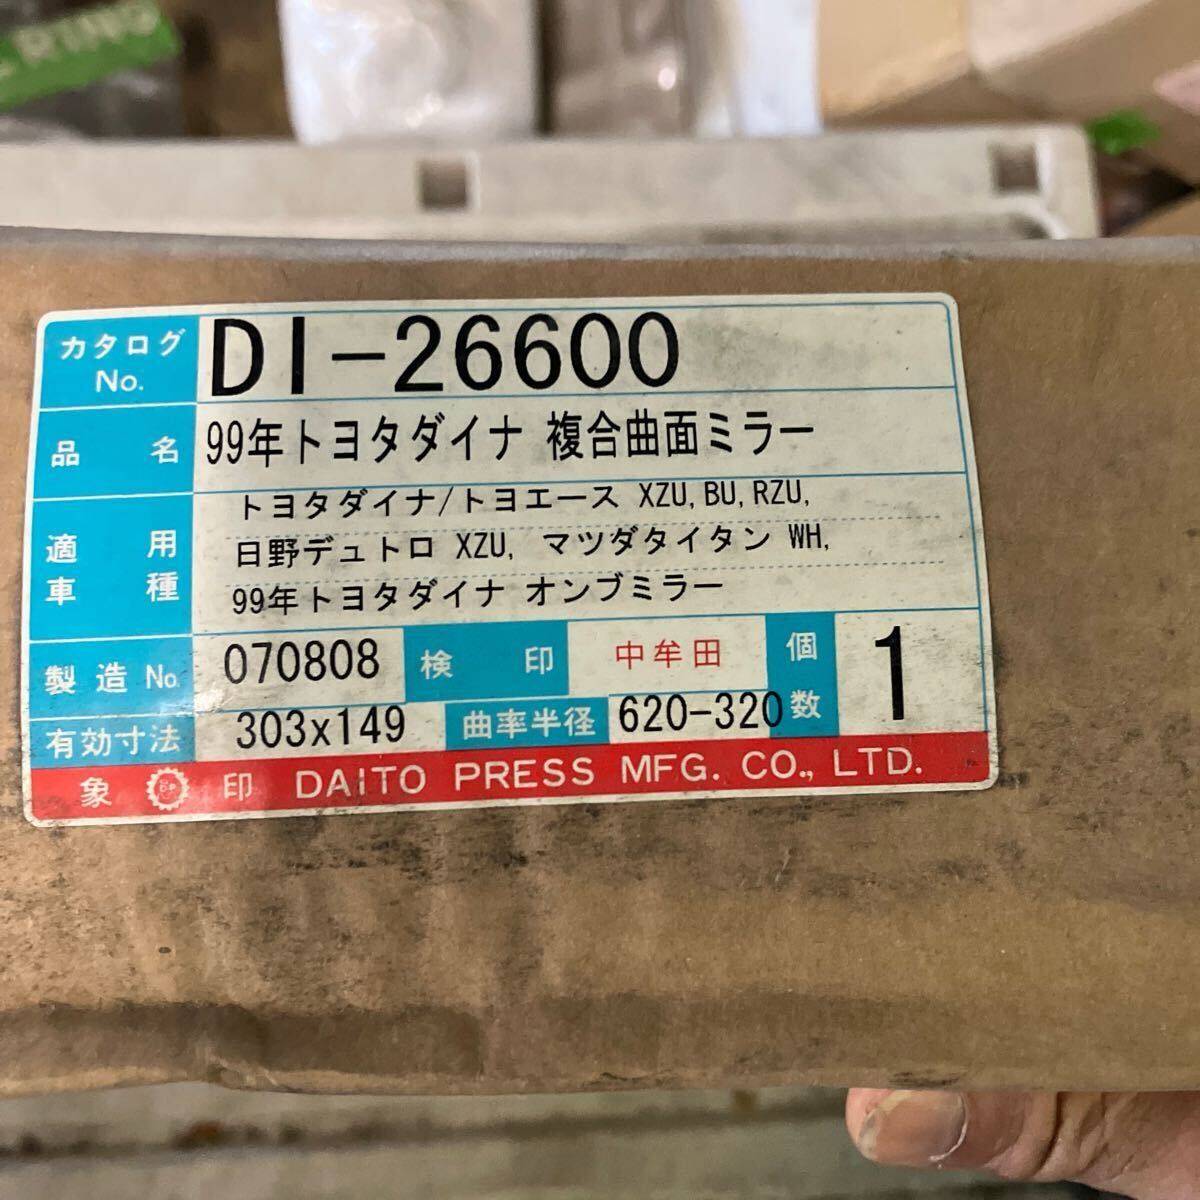 RING
カタログ No. DI-26600
品名 99年トヨタダイナ 複合曲面ミラー
適用車種 トヨタダイナ/トヨエース XZU, BU, RZU,
日野デュトロ XZU, マツダタイタン WH,
99年トヨタダイナ オンブミラー
製造No. 070808 検印 中牟田 個数 1
有効寸法 303x149 曲率半径 620-320
象印 DAITO PRESS MFG. CO., LTD.